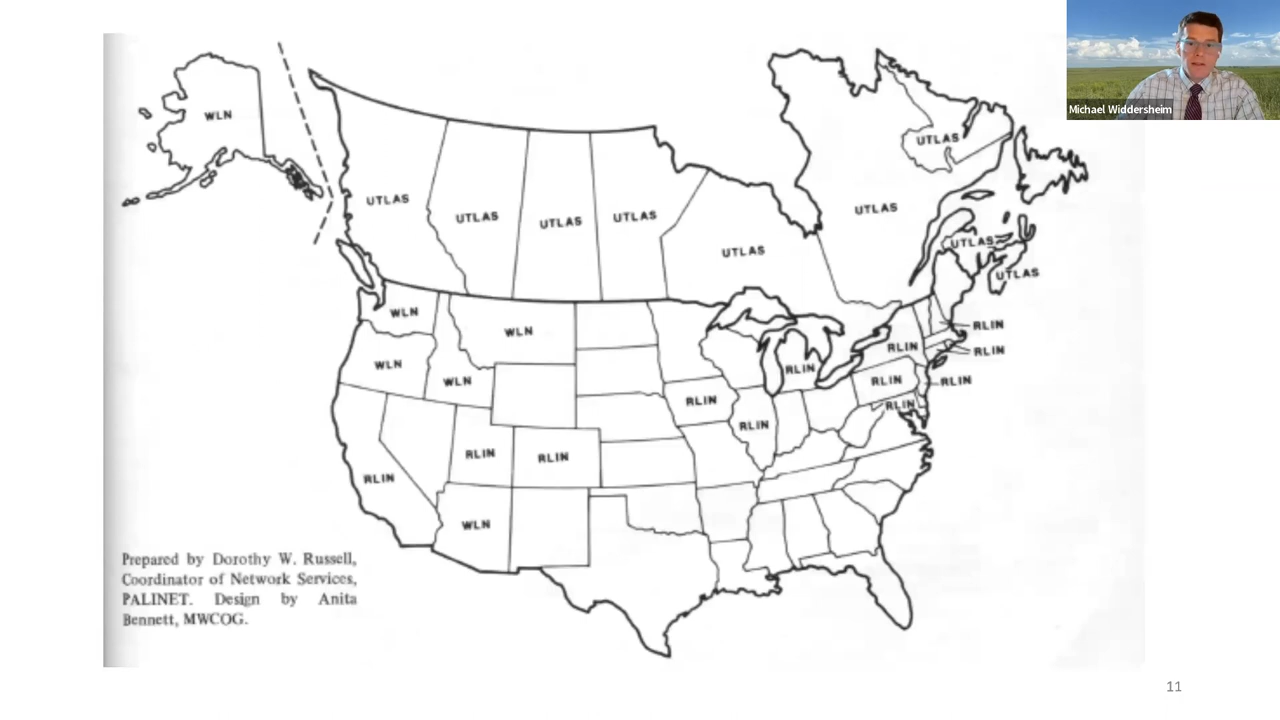 Michael Widdersheim
WLN
UTLAS
UTLAS
UTLAS
UTLAS
UTLAS
UTLAS
UTLAS
UTLAS
UTLAS
WLN
WLN
WLN
WLN
RLIN
RLIN
RLIN
WLN
RLIN
RLIN
RLIN
RLIN
RLIN
RLIN
RLIN
RLIN
RLIN
Prepared by Dorothy W. Russell,
Coordinator of Network Services,
PALINET. Design by Anita
Bennett, MWCOG.
11